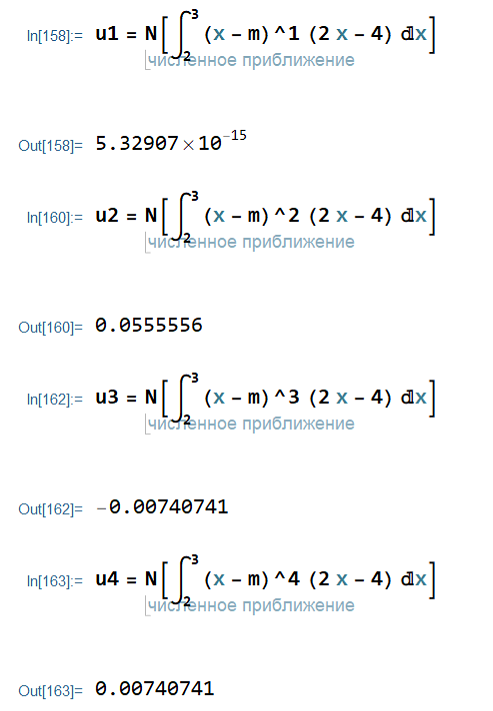 In[158]:= u1 = N[∫₂³ (x - m)^1 (2 x - 4) ⅆx]
численное приближение
Out[158]= 5.32907×10⁻¹⁵
In[160]:= u2 = N[∫₂³ (x - m)^2 (2 x - 4) ⅆx]
численное приближение
Out[160]= 0.0555556
In[162]:= u3 = N[∫₂³ (x - m)^3 (2 x - 4) ⅆx]
численное приближение
Out[162]= -0.00740741
In[163]:= u4 = N[∫₂³ (x - m)^4 (2 x - 4) ⅆx]
численное приближение
Out[163]= 0.00740741